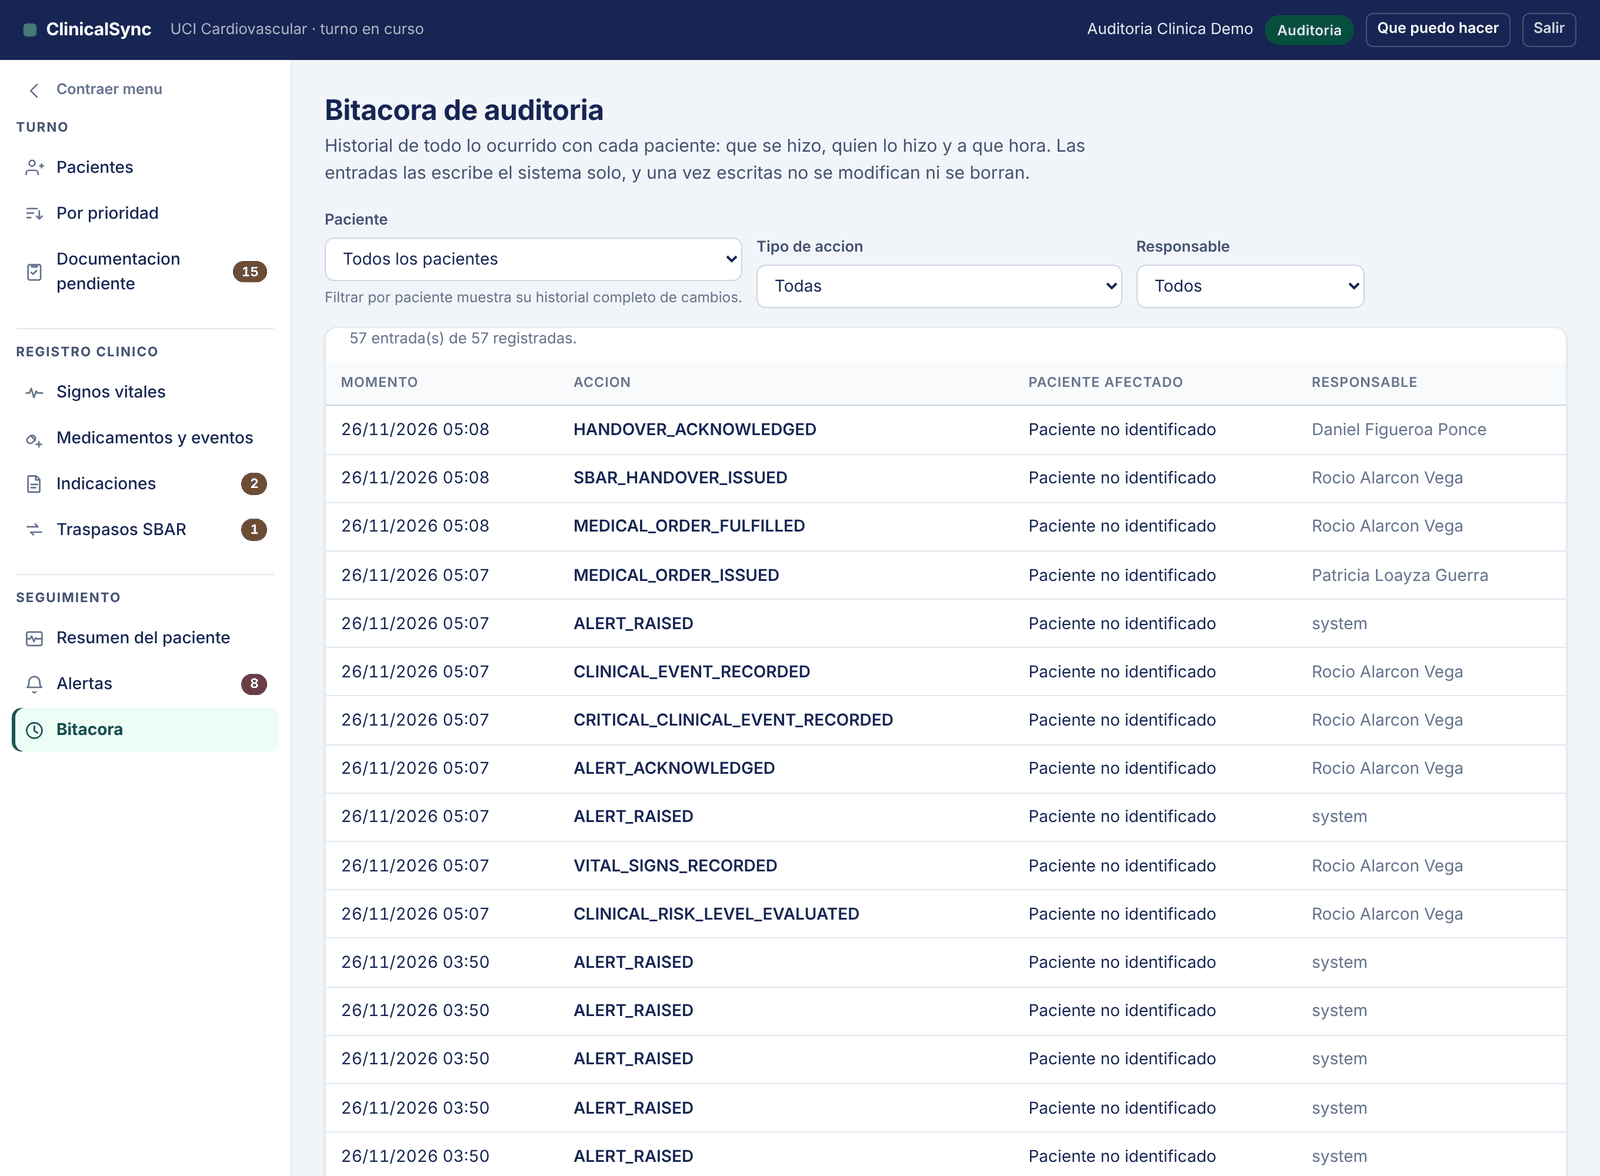 ClinicalSync
UCI Cardiovascular · turno en curso
Auditoria Clinica Demo
Auditoria
Que puedo hacer
Salir
Contraer menu
TURNO
Pacientes
Por prioridad
Documentacion
pendiente
15
REGISTRO CLINICO
Signos vitales
Medicamentos y eventos
Indicaciones
2
Traspasos SBAR
1
SEGUIMIENTO
Resumen del paciente
Alertas
8
Bitacora
Bitacora de auditoria
Historial de todo lo ocurrido con cada paciente: que se hizo, quien lo hizo y a que hora. Las
entradas las escribe el sistema solo, y una vez escritas no se modifican ni se borran.
Paciente
Todos los pacientes
Filtrar por paciente muestra su historial completo de cambios.
Tipo de accion
Todas
Responsable
Todos
57 entrada(s) de 57 registradas.
MOMENTO ACCION PACIENTE AFECTADO RESPONSABLE
26/11/2026 05:08 HANDOVER_ACKNOWLEDGED Paciente no identificado Daniel Figueroa Ponce
26/11/2026 05:08 SBAR_HANDOVER_ISSUED Paciente no identificado Rocio Alarcon Vega
26/11/2026 05:08 MEDICAL_ORDER_FULFILLED Paciente no identificado Rocio Alarcon Vega
26/11/2026 05:07 MEDICAL_ORDER_ISSUED Paciente no identificado Patricia Loayza Guerra
26/11/2026 05:07 ALERT_RAISED Paciente no identificado system
26/11/2026 05:07 CLINICAL_EVENT_RECORDED Paciente no identificado Rocio Alarcon Vega
26/11/2026 05:07 CRITICAL_CLINICAL_EVENT_RECORDED Paciente no identificado Rocio Alarcon Vega
26/11/2026 05:07 ALERT_ACKNOWLEDGED Paciente no identificado Rocio Alarcon Vega
26/11/2026 05:07 ALERT_RAISED Paciente no identificado system
26/11/2026 05:07 VITAL_SIGNS_RECORDED Paciente no identificado Rocio Alarcon Vega
26/11/2026 05:07 CLINICAL_RISK_LEVEL_EVALUATED Paciente no identificado Rocio Alarcon Vega
26/11/2026 03:50 ALERT_RAISED Paciente no identificado system
26/11/2026 03:50 ALERT_RAISED Paciente no identificado system
26/11/2026 03:50 ALERT_RAISED Paciente no identificado system
26/11/2026 03:50 ALERT_RAISED Paciente no identificado system
26/11/2026 03:50 ALERT_RAISED Paciente no identificado system